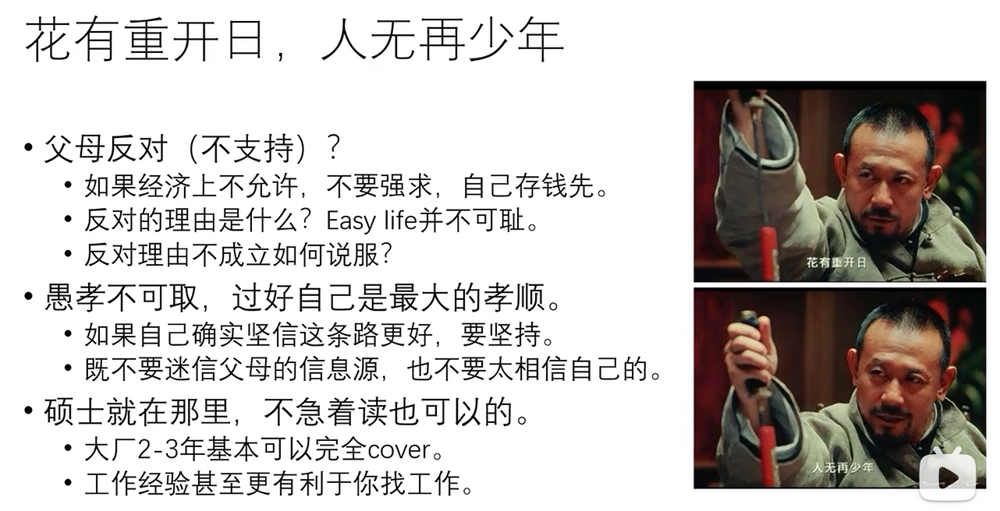 花有重开日，人无再少年
• 父母反对（不支持）？
• 如果经济上不允许，不要强求，自己存钱先。
• 反对的理由是什么？Easy life并不可耻。
• 反对理由不成立如何说服？
• 愚孝不可取，过好自己是最大的孝顺。
• 如果自己确实坚信这条路更好，要坚持。
• 既不要迷信父母的信息源，也不要太相信自己的。
• 硕士就在那里，不急着读也可以的。
• 大厂2-3年基本可以完全cover。
• 工作经验甚至更有利于你找工作。
花有重开日
人无再少年